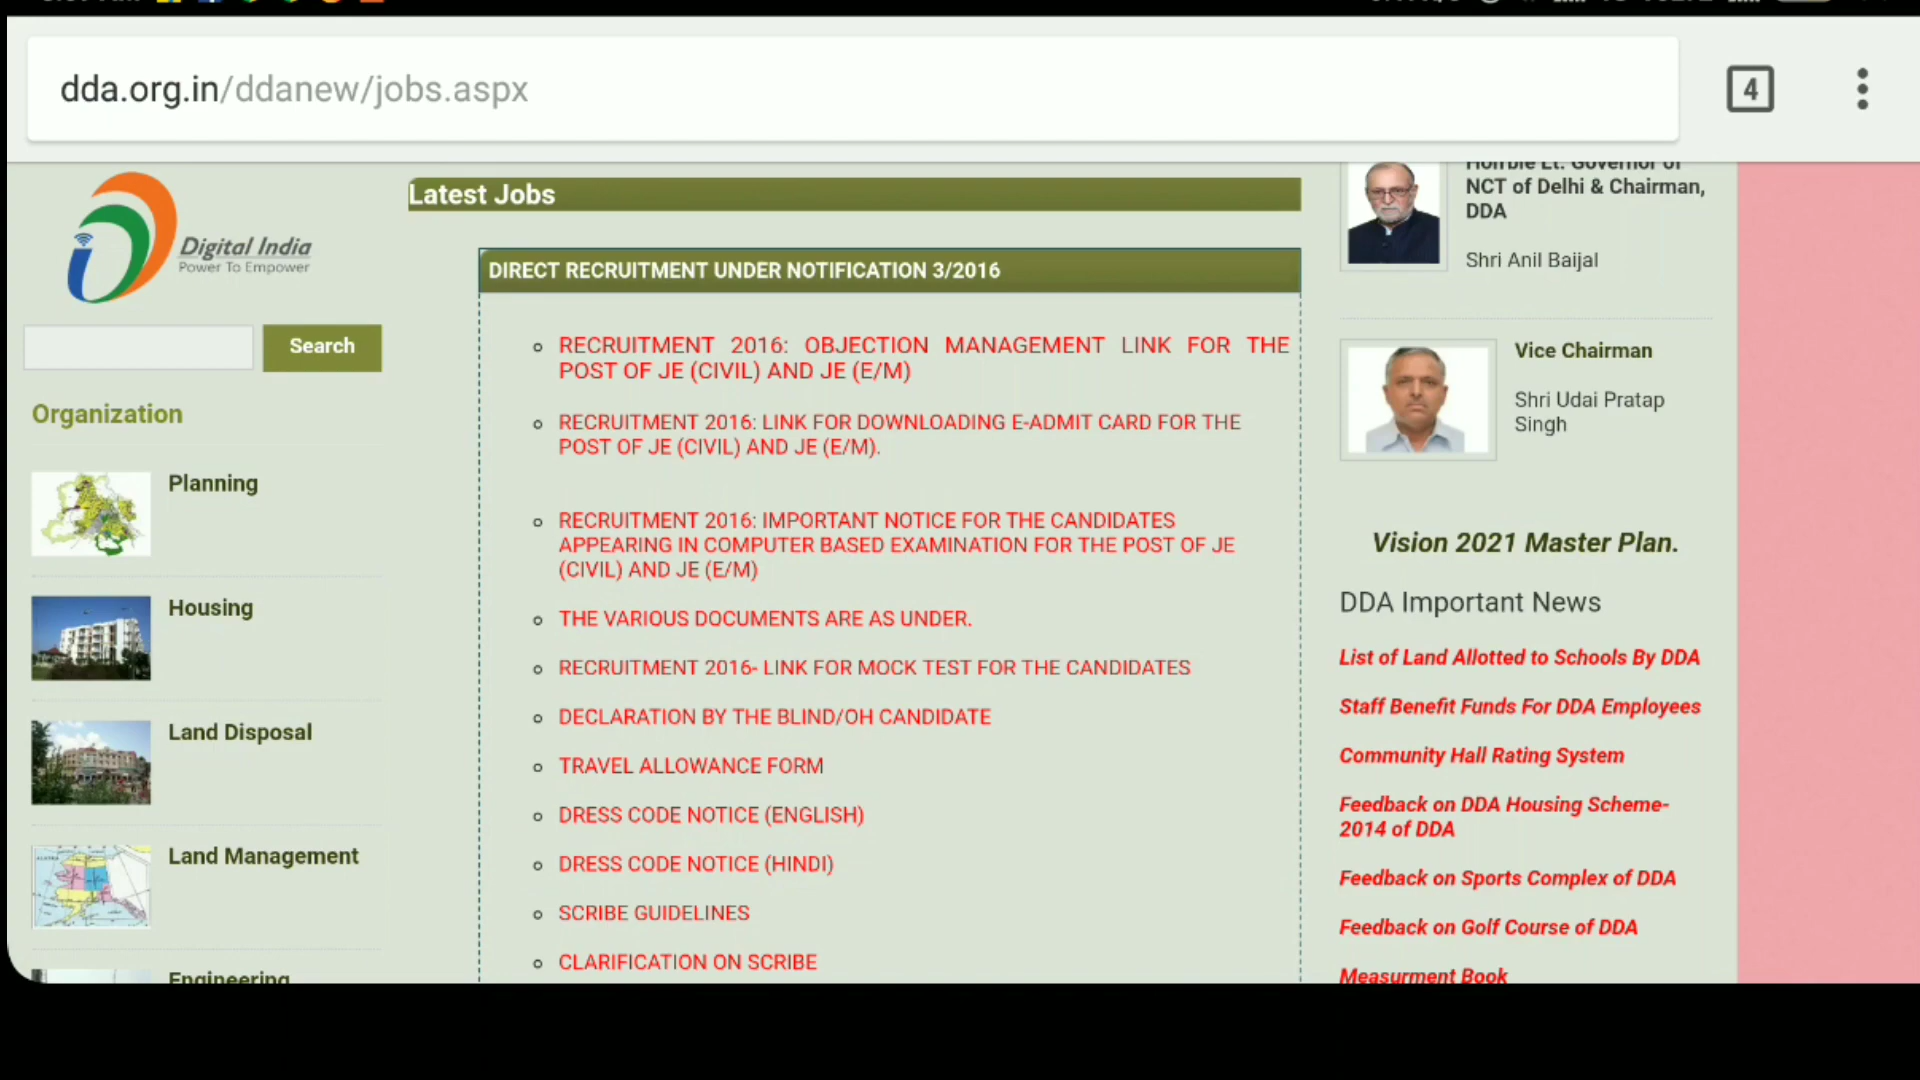 dda.org.in/ddanew/jobs.aspx
4
Digital India
Power To Empower
Search
Organization
Planning
Housing
Land Disposal
Land Management
Engineering
Latest Jobs
DIRECT RECRUITMENT UNDER NOTIFICATION 3/2016
RECRUITMENT 2016: OBJECTION MANAGEMENT LINK FOR THE
POST OF JE (CIVIL) AND JE (E/M)
RECRUITMENT 2016: LINK FOR DOWNLOADING E-ADMIT CARD FOR THE
POST OF JE (CIVIL) AND JE (E/M).
RECRUITMENT 2016: IMPORTANT NOTICE FOR THE CANDIDATES
APPEARING IN COMPUTER BASED EXAMINATION FOR THE POST OF JE
(CIVIL) AND JE (E/M)
THE VARIOUS DOCUMENTS ARE AS UNDER.
RECRUITMENT 2016- LINK FOR MOCK TEST FOR THE CANDIDATES
DECLARATION BY THE BLIND/OH CANDIDATE
TRAVEL ALLOWANCE FORM
DRESS CODE NOTICE (ENGLISH)
DRESS CODE NOTICE (HINDI)
SCRIBE GUIDELINES
CLARIFICATION ON SCRIBE
Hon'ble Lt. Governor of
NCT of Delhi & Chairman,
DDA
Shri Anil Baijal
Vice Chairman
Shri Udai Pratap
Singh
Vision 2021 Master Plan.
DDA Important News
List of Land Allotted to Schools By DDA
Staff Benefit Funds For DDA Employees
Community Hall Rating System
Feedback on DDA Housing Scheme-
2014 of DDA
Feedback on Sports Complex of DDA
Feedback on Golf Course of DDA
Measurment Book